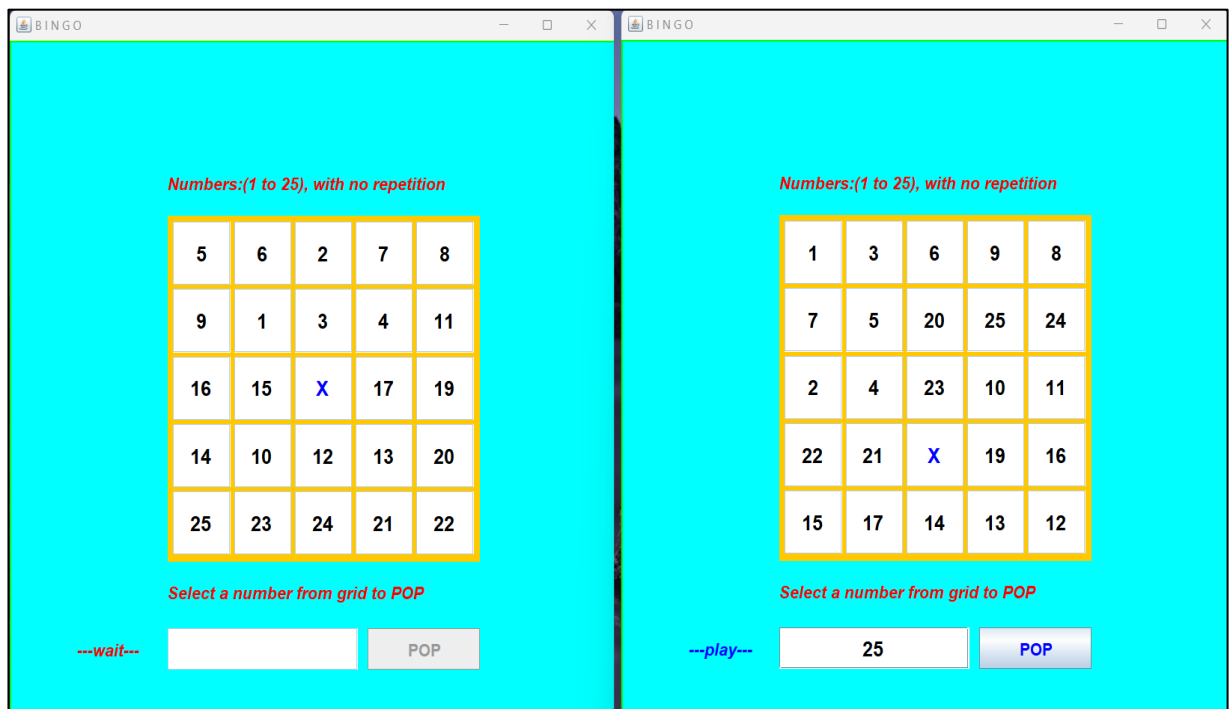 B I N G O
Numbers:(1 to 25), with no repetition
5 6 2 7 8
9 1 3 4 11
16 15 X 17 19
14 10 12 13 20
25 23 24 21 22
Select a number from grid to POP
---wait--- POP
B I N G O
Numbers:(1 to 25), with no repetition
1 3 6 9 8
7 5 20 25 24
2 4 23 10 11
22 21 X 19 16
15 17 14 13 12
Select a number from grid to POP
---play--- 25 POP